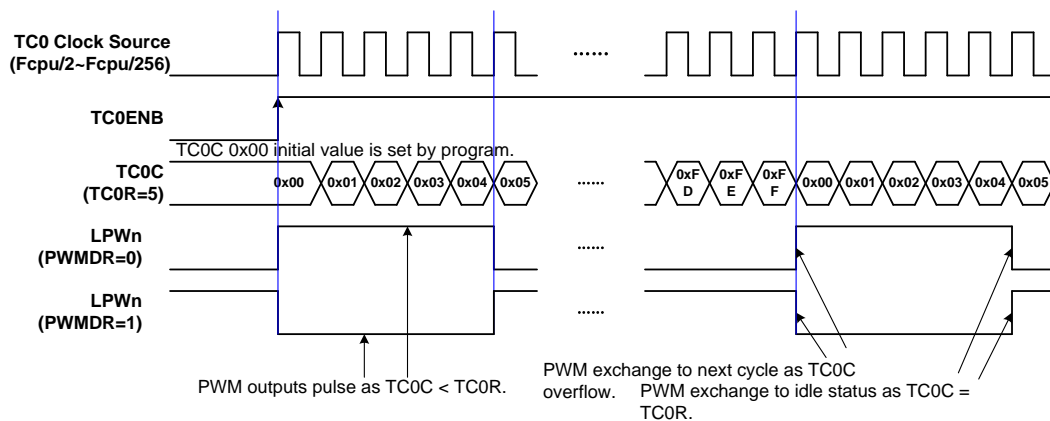 TC0 Clock Source
(Fcpu/2~Fcpu/256)
......
TC0ENB
TC0C 0x00 initial value is set by program.
TC0C
(TC0R=5)
0x00 0x01 0x02 0x03 0x04 0x05 ...... 0xF 0xF 0xF 0x00 0x01 0x02 0x03 0x04 0x05
D E F
LPWn
(PWMDR=0)
......
LPWn
(PWMDR=1)
......
PWM outputs pulse as TC0C < TC0R.
PWM exchange to next cycle as TC0C
overflow.
PWM exchange to idle status as TC0C =
TC0R.